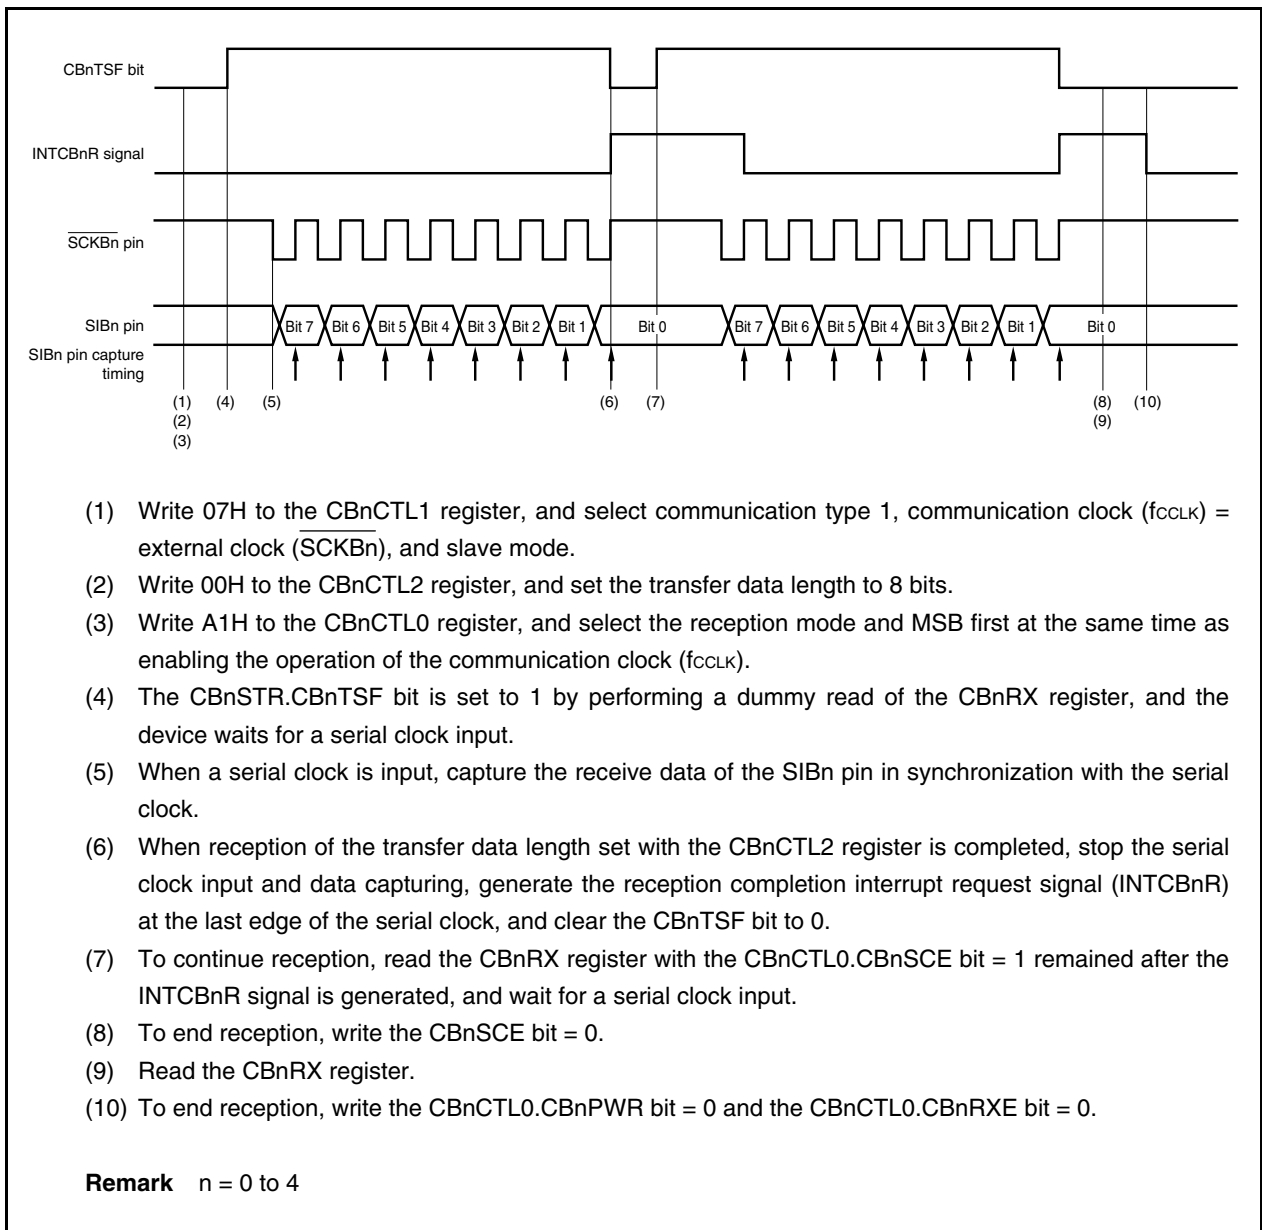 CBnTSF bit
INTCBnR signal
SCKBn pin
SIBn pin
Bit 7 Bit 6 Bit 5 Bit 4 Bit 3 Bit 2 Bit 1 Bit 0 Bit 7 Bit 6 Bit 5 Bit 4 Bit 3 Bit 2 Bit 1 Bit 0
SIBn pin capture
timing
(1) (4) (5) (6) (7) (8) (10)
(2) (9)
(3)
(1) Write 07H to the CBnCTL1 register, and select communication type 1, communication clock (fCCLK) =
external clock (SCKBn), and slave mode.
(2) Write 00H to the CBnCTL2 register, and set the transfer data length to 8 bits.
(3) Write A1H to the CBnCTL0 register, and select the reception mode and MSB first at the same time as
enabling the operation of the communication clock (fCCLK).
(4) The CBnSTR.CBnTSF bit is set to 1 by performing a dummy read of the CBnRX register, and the
device waits for a serial clock input.
(5) When a serial clock is input, capture the receive data of the SIBn pin in synchronization with the serial
clock.
(6) When reception of the transfer data length set with the CBnCTL2 register is completed, stop the serial
clock input and data capturing, generate the reception completion interrupt request signal (INTCBnR)
at the last edge of the serial clock, and clear the CBnTSF bit to 0.
(7) To continue reception, read the CBnRX register with the CBnCTL0.CBnSCE bit = 1 remained after the
INTCBnR signal is generated, and wait for a serial clock input.
(8) To end reception, write the CBnSCE bit = 0.
(9) Read the CBnRX register.
(10) To end reception, write the CBnCTL0.CBnPWR bit = 0 and the CBnCTL0.CBnRXE bit = 0.
Remark n = 0 to 4